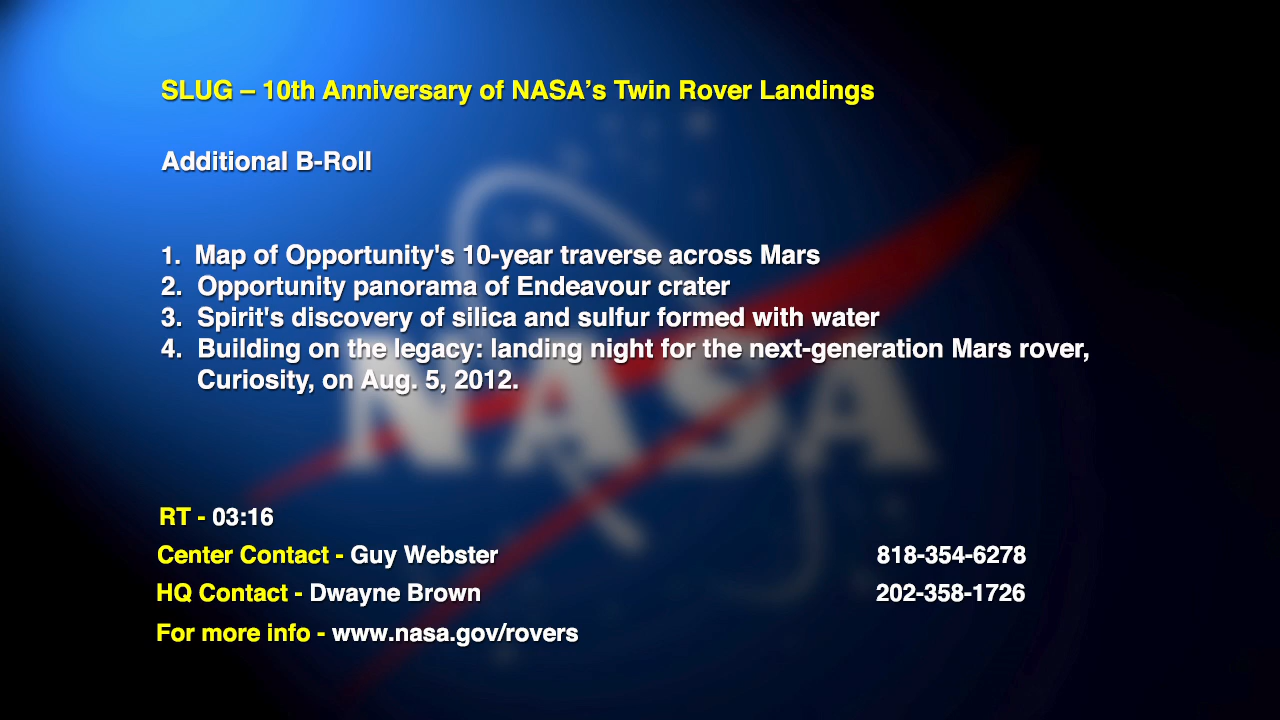 SLUG – 10th Anniversary of NASA’s Twin Rover Landings
Additional B-Roll
1. Map of Opportunity's 10-year traverse across Mars
2. Opportunity panorama of Endeavour crater
3. Spirit's discovery of silica and sulfur formed with water
4. Building on the legacy: landing night for the next-generation Mars rover,
Curiosity, on Aug. 5, 2012.
NASA
RT - 03:16
Center Contact - Guy Webster 818-354-6278
HQ Contact - Dwayne Brown 202-358-1726
For more info - www.nasa.gov/rovers